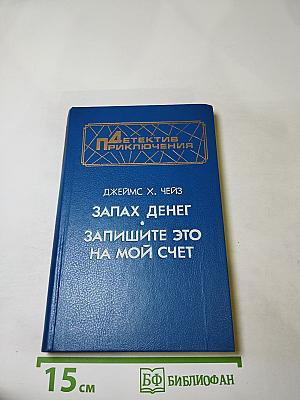 ДЕТЕКТИВ
ПРИКЛЮЧЕНИЯ
ДЖЕЙМС Х. ЧЕЙЗ
ЗАПАХ ДЕНЕГ
•
ЗАПИШИТЕ ЭТО
НА МОЙ СЧЕТ
15 см
БФ БИБЛИОФАН